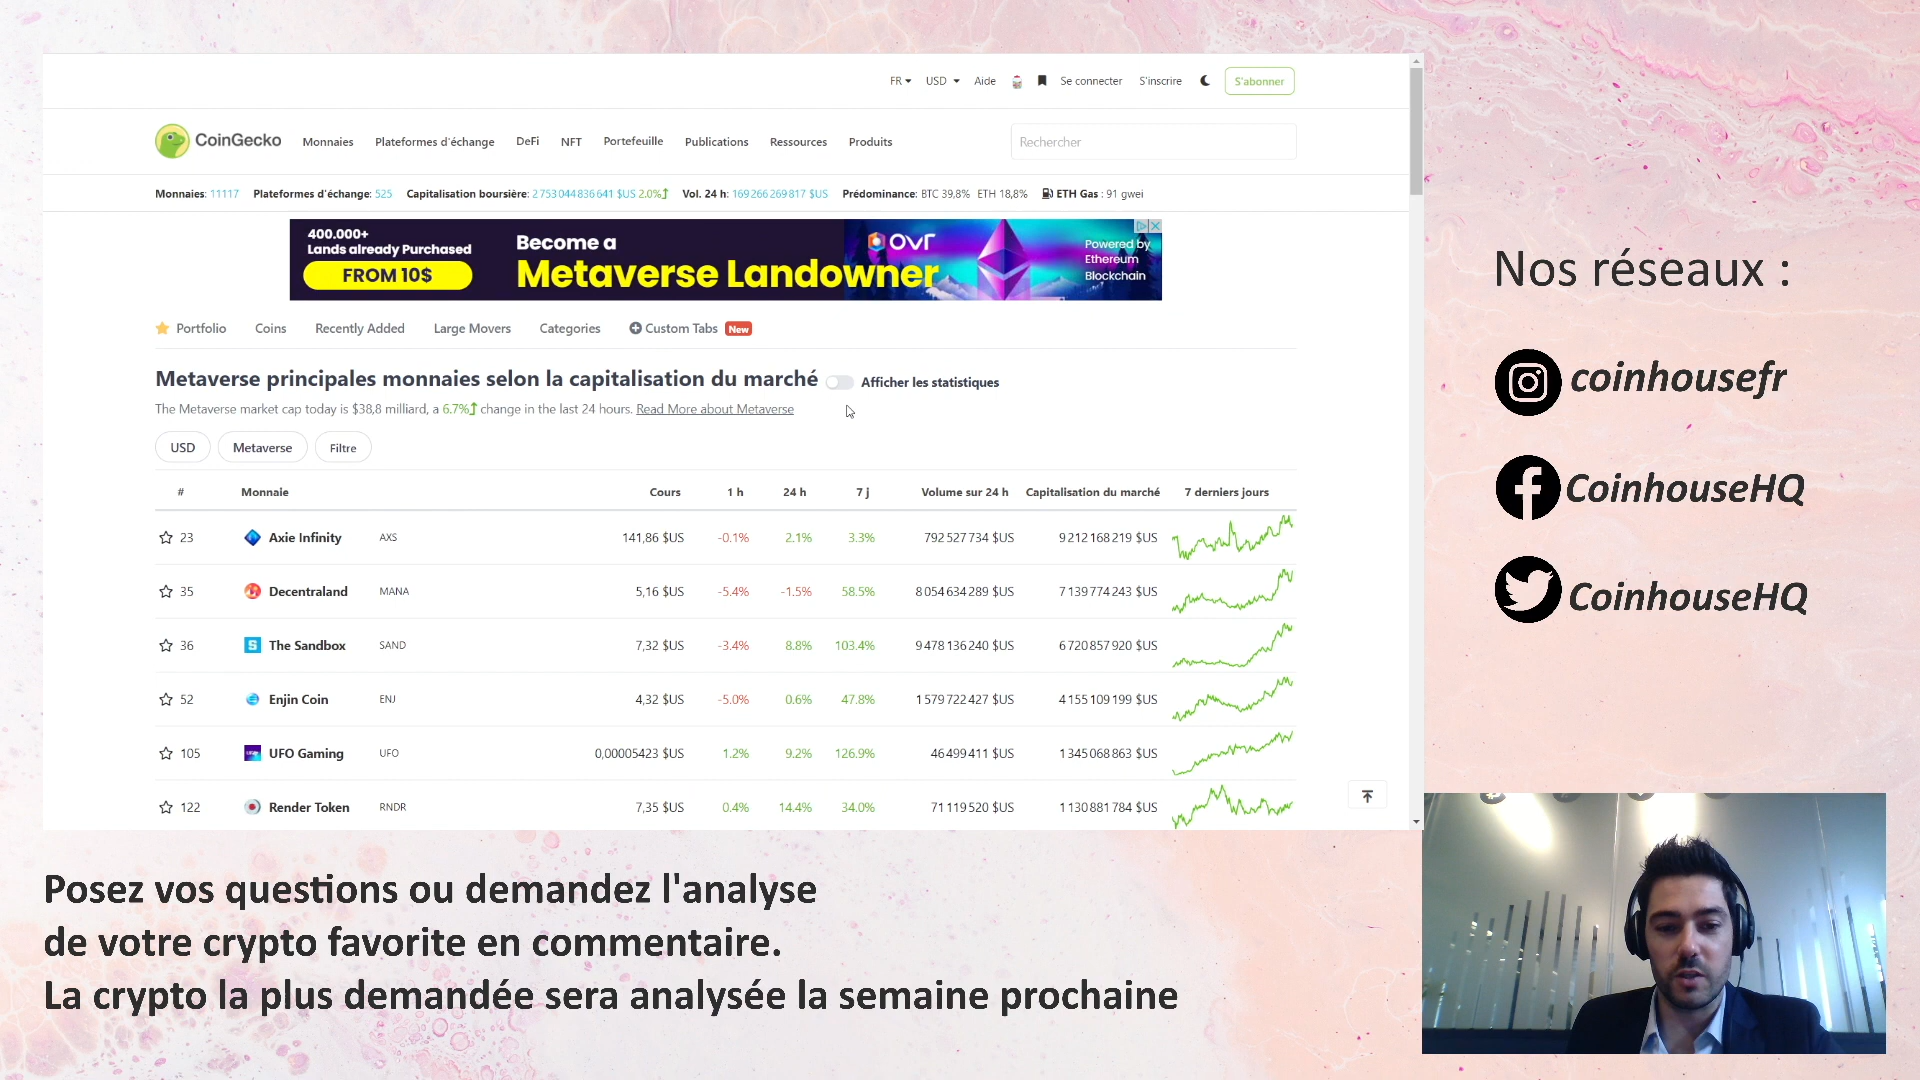 FR USD Aide Se connecter S'inscrire S'abonner
CoinGecko Monnaies Plateformes d'échange DeFi NFT Portefeuille Publications Ressources Produits Rechercher
Monnaies: 11117 Plateformes d'échange: 525 Capitalisation boursière: 2 753 044 836 641 $US 2.0% Vol. 24 h: 169 266 269 817 $US Prédominance: BTC 39,8% ETH 18,8% ETH Gas : 91 gwei
400.000+
Lands already Purchased
FROM 10$
Become a
Metaverse Landowner
OVR
Powered by
Ethereum
Blockchain
Portfolio Coins Recently Added Large Movers Categories Custom Tabs New
Metaverse principales monnaies selon la capitalisation du marché Afficher les statistiques
The Metaverse market cap today is $38,8 milliard, a 6.7% change in the last 24 hours. Read More about Metaverse
USD Metaverse Filtre
# Monnaie Cours 1 h 24 h 7 j Volume sur 24 h Capitalisation du marché 7 derniers jours
23 Axie Infinity AXS 141,86 $US -0.1% 2.1% 3.3% 792 527 734 $US 9 212 168 219 $US
35 Decentraland MANA 5,16 $US -5.4% -1.5% 58.5% 8 054 634 289 $US 7 139 774 243 $US
36 The Sandbox SAND 7,32 $US -3.4% 8.8% 103.4% 9 478 136 240 $US 6 720 857 920 $US
52 Enjin Coin ENJ 4,32 $US -5.0% 0.6% 47.8% 1 579 722 427 $US 4 155 109 199 $US
105 UFO Gaming UFO 0,00005423 $US 1.2% 9.2% 126.9% 46 499 411 $US 1 345 068 863 $US
122 Render Token RNDR 7,35 $US 0.4% 14.4% 34.0% 71 119 520 $US 1 130 881 784 $US
Nos réseaux :
coinhousefr
CoinhouseHQ
CoinhouseHQ
Posez vos questions ou demandez l'analyse
de votre crypto favorite en commentaire.
La crypto la plus demandée sera analysée la semaine prochaine